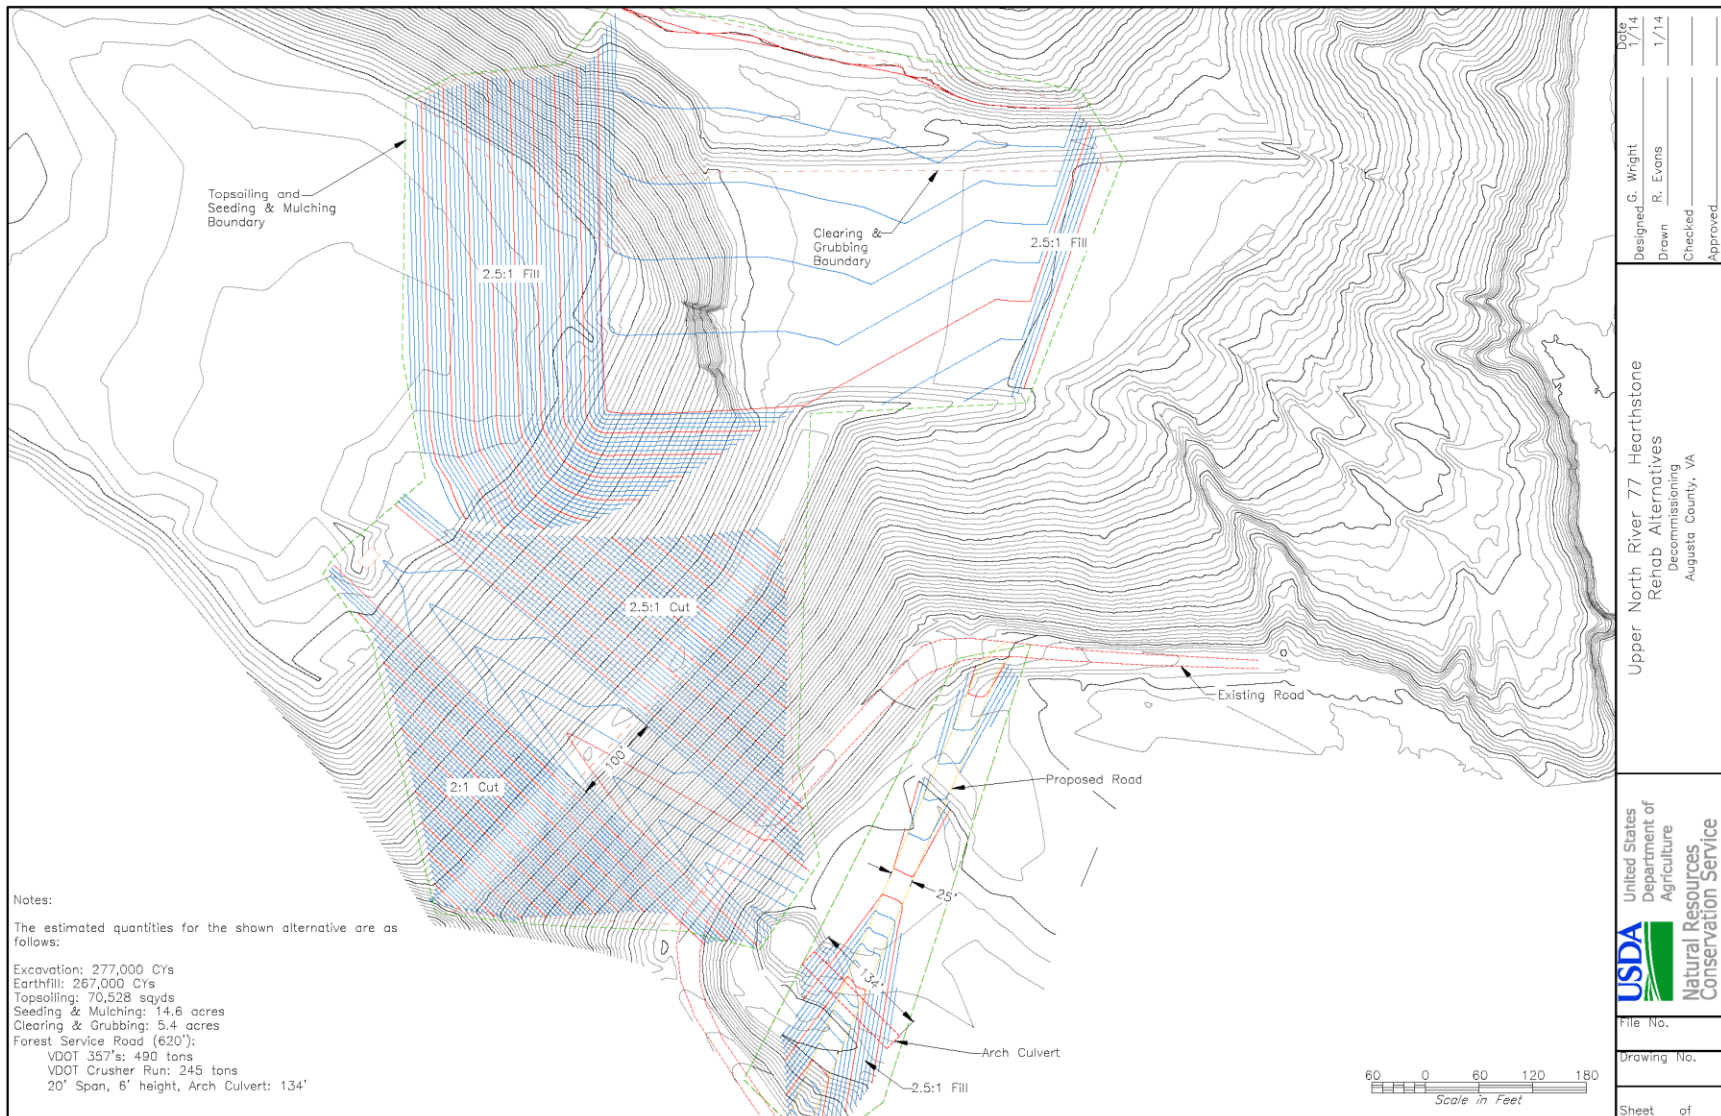 Topsoiling and
Seeding & Mulching
Boundary
2.5:1 Fill
Clearing &
Grubbing
Boundary
2.5:1 Fill
2.5:1 Cut
100'
2:1 Cut
Existing Road
Proposed Road
25'
134'
Arch Culvert
2.5:1 Fill
Notes:
The estimated quantities for the shown alternative are as
follows:
Excavation: 277,000 CYs
Earthfill: 267,000 CYs
Topsoiling: 70,528 sqyds
Seeding & Mulching: 14.6 acres
Clearing & Grubbing: 5.4 acres
Forest Service Road (620'):
VDOT 357's: 490 tons
VDOT Crusher Run: 245 tons
20' Span, 6' height, Arch Culvert: 134'
60 0 60 120 180
Scale in Feet
Date
Designed G. Wright 1/14
Drawn R. Evans 1/14
Checked
Approved
Upper North River 77 Hearthstone
Rehab Alternatives
Decommissioning
Augusta County, VA
United States
Department of
Agriculture
USDA
Natural Resources
Conservation Service
File No.
Drawing No.
Sheet of